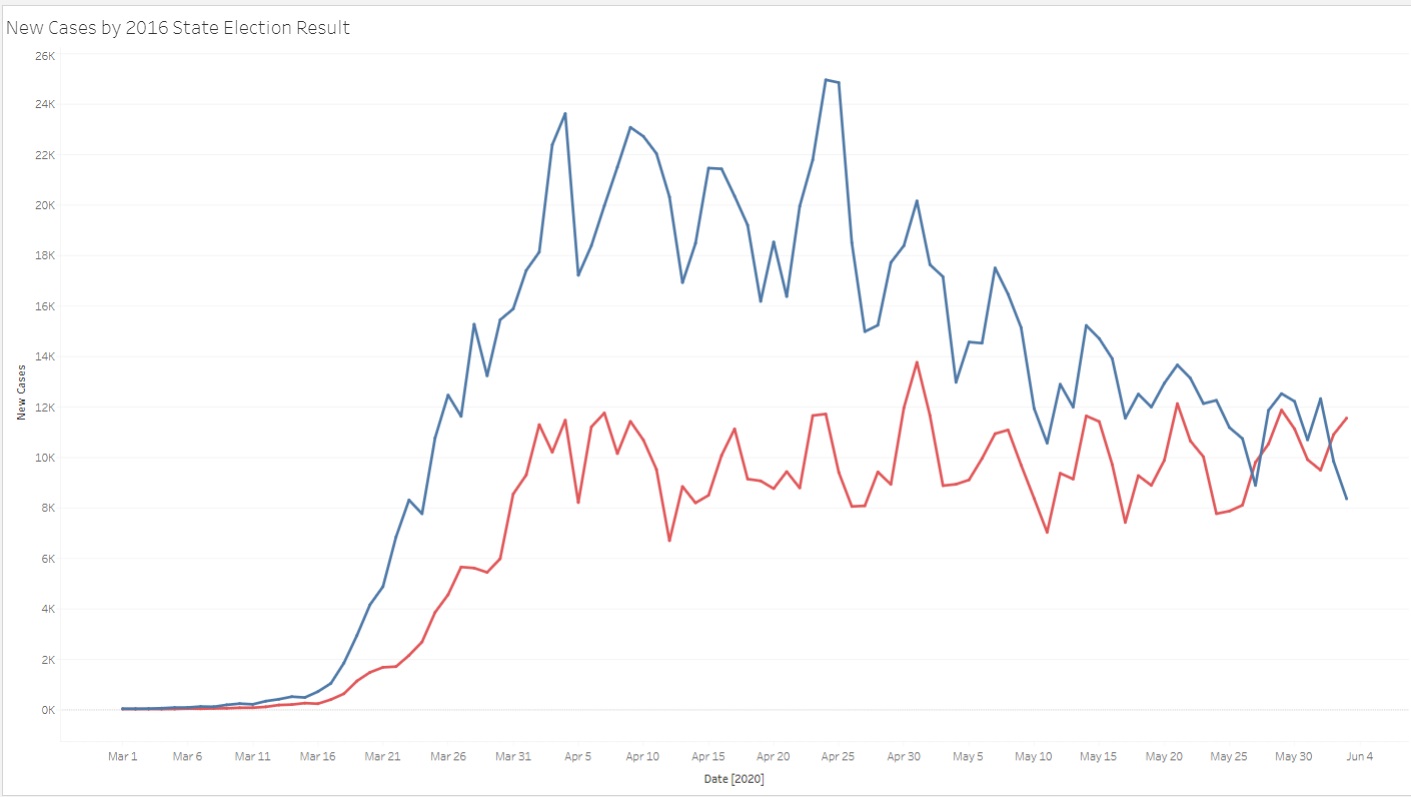 New Cases by 2016 State Election Result
26K
24K
22K
20K
18K
16K
14K
12K
10K
8K
6K
4K
2K
0K
New Cases
Mar 1 Mar 6 Mar 11 Mar 16 Mar 21 Mar 26 Mar 31 Apr 5 Apr 10 Apr 15 Apr 20 Apr 25 Apr 30 May 5 May 10 May 15 May 20 May 25 May 30 Jun 4
Date [2020]